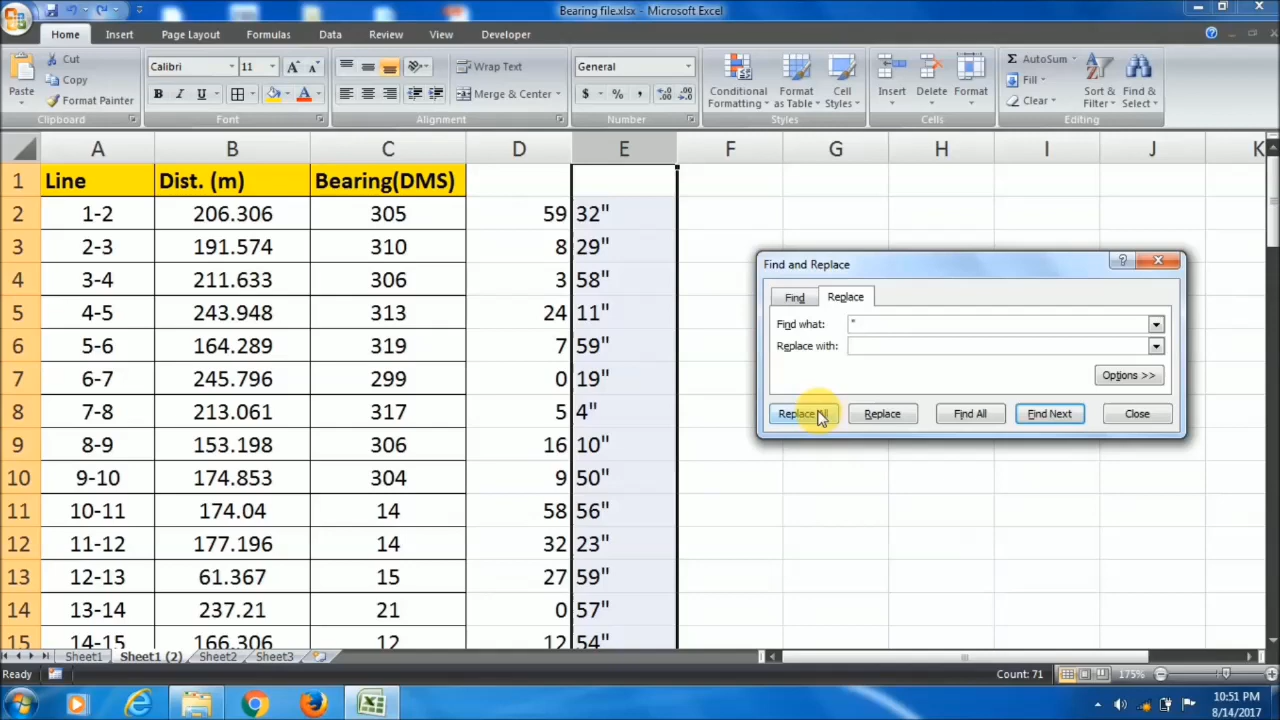 Bearing file.xlsx - Microsoft Excel
Home Insert Page Layout Formulas Data Review View Developer
Cut
Copy
Format Painter
Paste
Clipboard
Calibri 11
B I U
Font
Wrap Text
Merge & Center
Alignment
General
$ % ,
Number
Conditional Formatting
Format as Table
Cell Styles
Styles
Insert Delete Format
Cells
AutoSum
Fill
Clear
Sort & Filter
Find & Select
Editing
A B C D E F G H I J K
1 Line Dist. (m) Bearing(DMS)
2 1-2 206.306 305 59 32"
3 2-3 191.574 310 8 29"
4 3-4 211.633 306 3 58"
5 4-5 243.948 313 24 11"
6 5-6 164.289 319 7 59"
7 6-7 245.796 299 0 19"
8 7-8 213.061 317 5 4"
9 8-9 153.198 306 16 10"
10 9-10 174.853 304 9 50"
11 10-11 174.04 14 58 56"
12 11-12 177.196 14 32 23"
13 12-13 61.367 15 27 59"
14 13-14 237.21 21 0 57"
15 14-15 166.306 12 12 54"
Find and Replace
Find Replace
Find what: "
Replace with:
Options >>
Replace All Replace Find All Find Next Close
Sheet1 Sheet1 (2) Sheet2 Sheet3
Ready Count: 71 175%
10:51 PM
8/14/2017